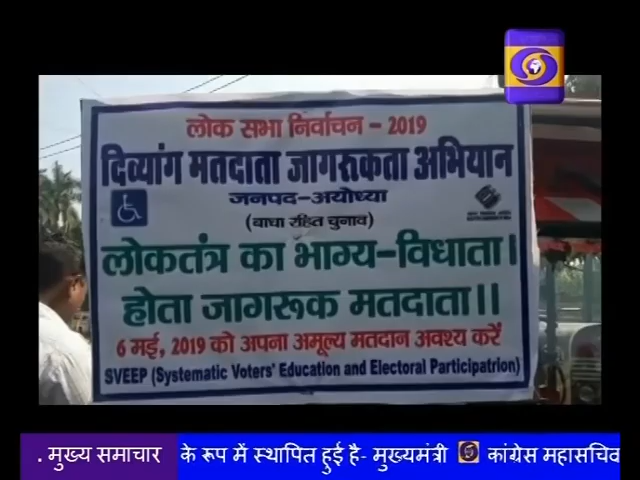 लोक सभा निर्वाचन - 2019
दिव्यांग मतदाता जागरूकता अभियान
जनपद-अयोध्या
(बाधा रहित चुनाव)
लोकतंत्र का भाग्य-विधाता।
होता जागरूक मतदाता।।
6 मई, 2019 को अपना अमूल्य मतदान अवश्य करें
SVEEP (Systematic Voters' Education and Electoral Participatrion)
. मुख्य समाचार के रूप में स्थापित हुई है- मुख्यमंत्री कांग्रेस महासचिव